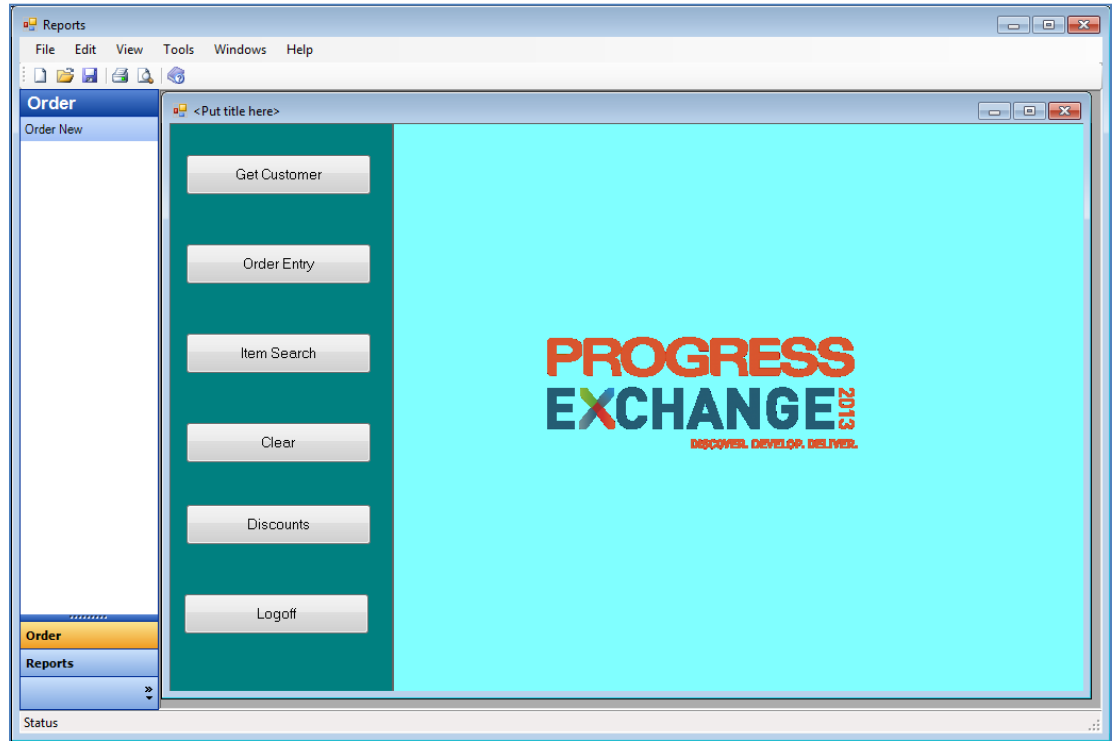 Reports
File Edit View Tools Windows Help
Order
Order New
<Put title here>
Get Customer
Order Entry
Item Search
Clear
Discounts
Logoff
PROGRESS
EXCHANGE 2013
DISCOVER. DEVELOP. DELIVER.
Order
Reports
Status